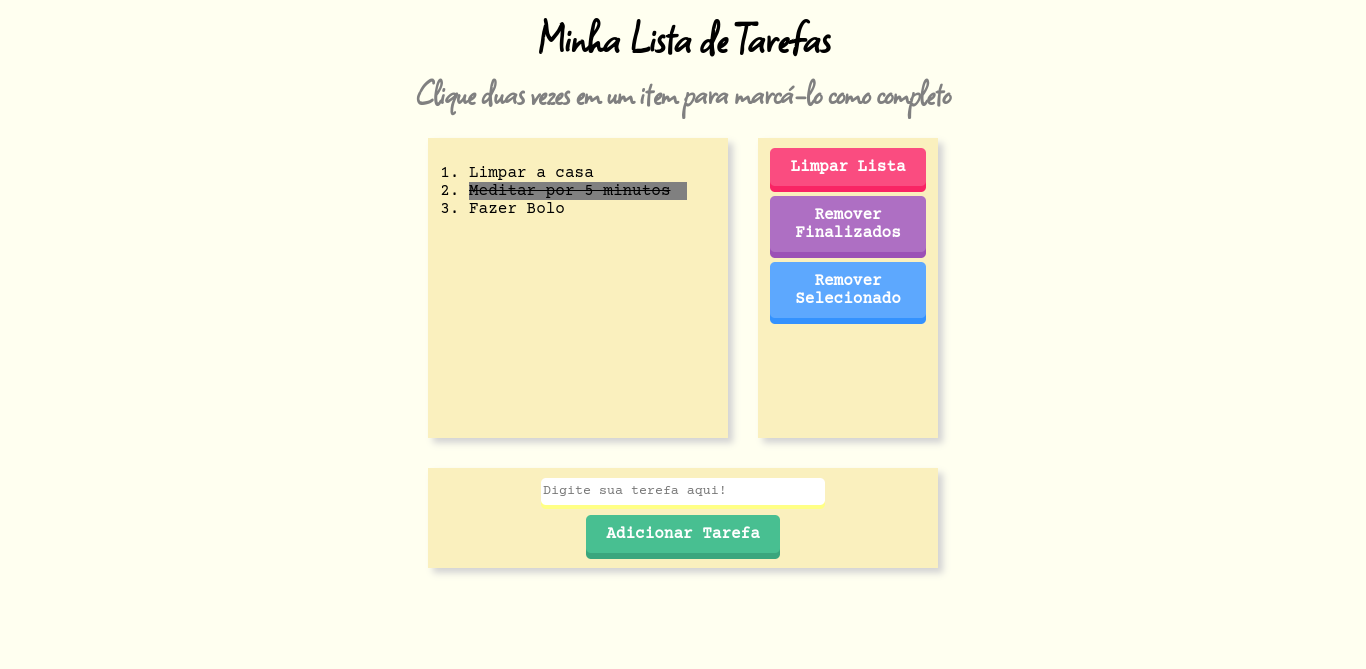 Minha Lista de Tarefas
Clique duas vezes em um item para marcá-lo como completo
1. Limpar a casa
2. Meditar por 5 minutos
3. Fazer Bolo
Limpar Lista
Remover
Finalizados
Remover
Selecionado
Digite sua terefa aqui!
Adicionar Tarefa